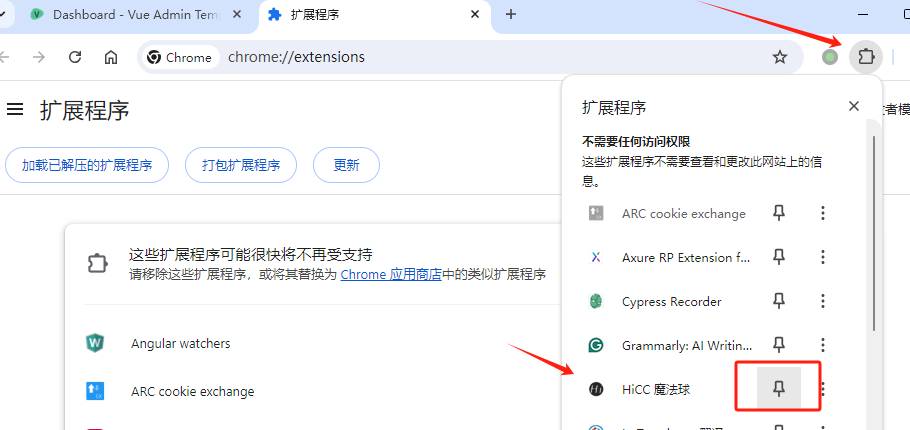 Dashboard - Vue Admin Tem
扩展程序
Chrome
chrome://extensions
扩展程序
加载已解压的扩展程序
打包扩展程序
更新
这些扩展程序可能很快将不再受支持
请移除这些扩展程序，或将其替换为 Chrome 应用商店中的类似扩展程序
Angular watchers
ARC cookie exchange
扩展程序
不需要任何访问权限
这些扩展程序不需要查看和更改此网站上的信
息。
ARC cookie exchange
Axure RP Extension f...
Cypress Recorder
Grammarly: AI Writin...
HiCC 魔法球